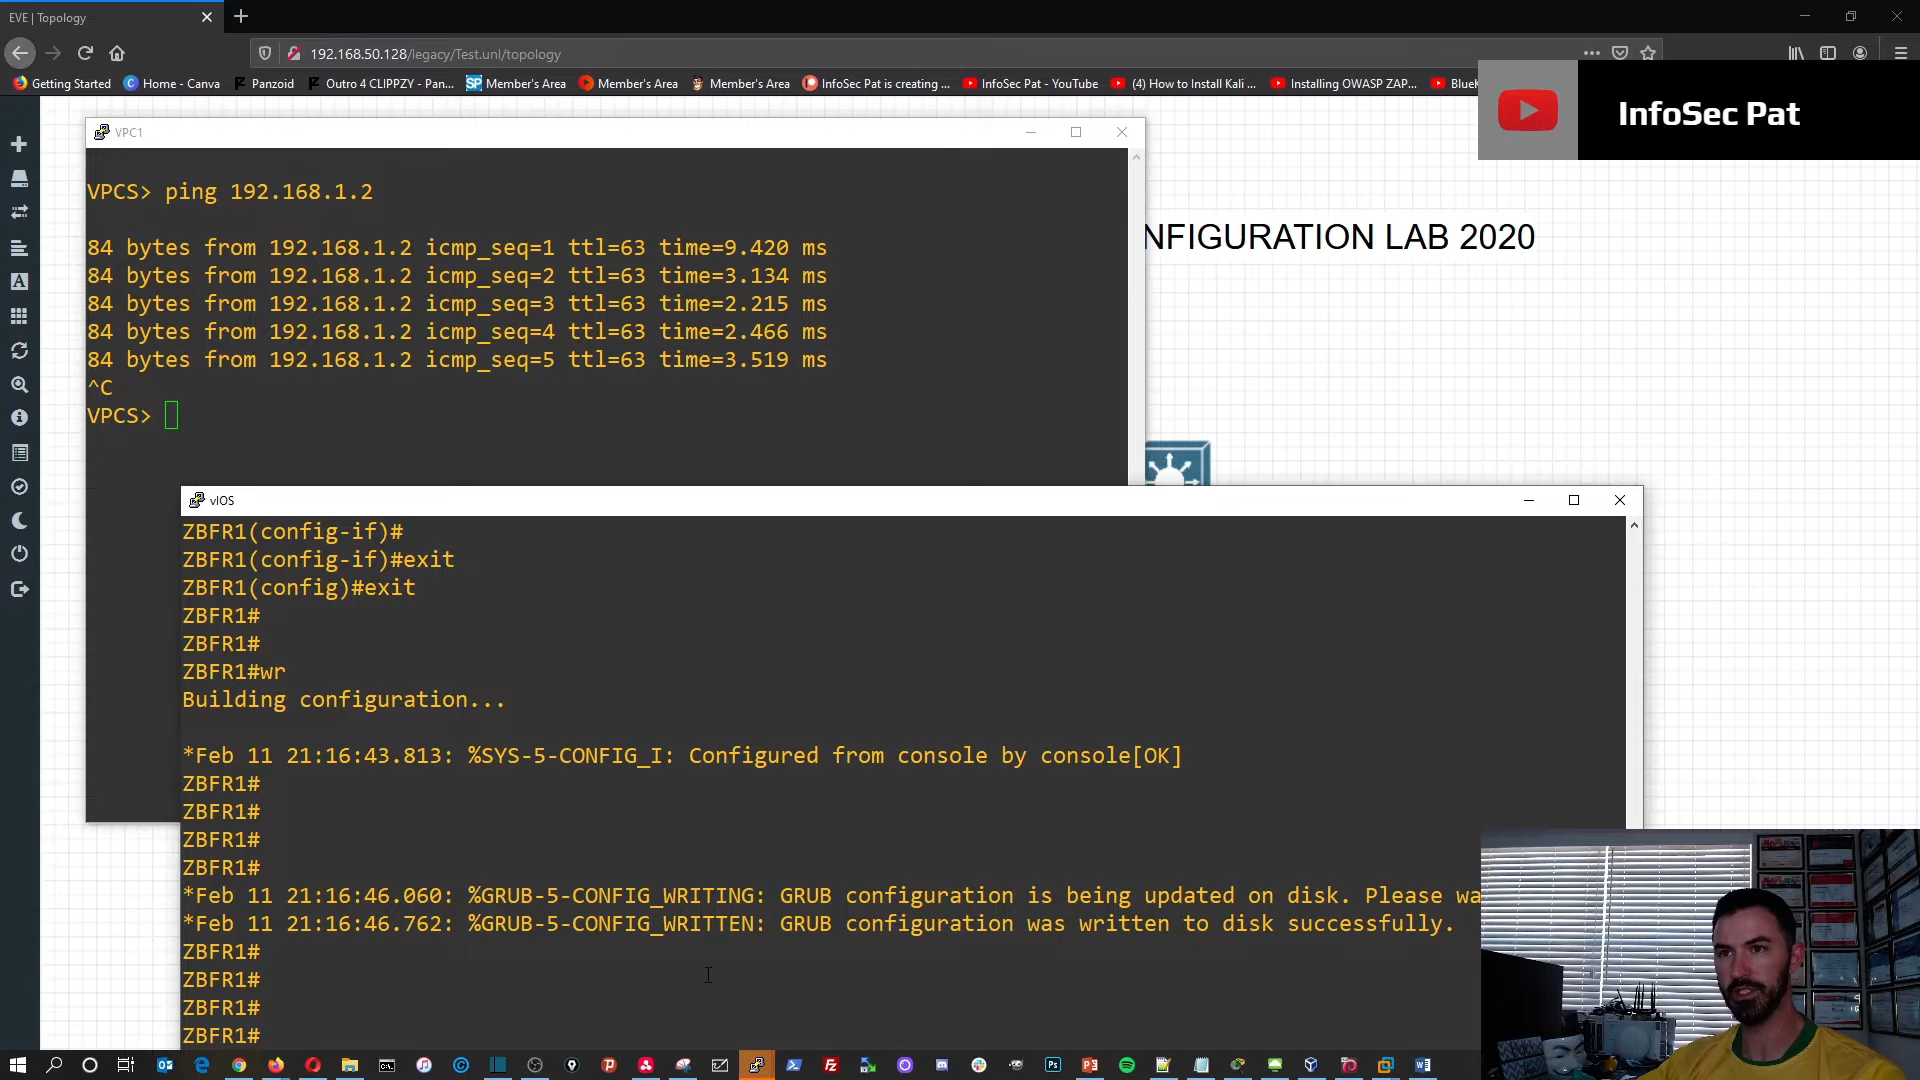 EVE | Topology
192.168.50.128/legacy/Test.unl/topology
Getting Started
Home - Canva
Panzoid
Outro 4 CLIPPZY - Pan...
Member's Area
Member's Area
Member's Area
InfoSec Pat is creating ...
InfoSec Pat - YouTube
(4) How to Install Kali ...
Installing OWASP ZAP...
BlueK
InfoSec Pat
VPC1
VPCS> ping 192.168.1.2
84 bytes from 192.168.1.2 icmp_seq=1 ttl=63 time=9.420 ms
84 bytes from 192.168.1.2 icmp_seq=2 ttl=63 time=3.134 ms
84 bytes from 192.168.1.2 icmp_seq=3 ttl=63 time=2.215 ms
84 bytes from 192.168.1.2 icmp_seq=4 ttl=63 time=2.466 ms
84 bytes from 192.168.1.2 icmp_seq=5 ttl=63 time=3.519 ms
^C
VPCS>
NFIGURATION LAB 2020
vIOS
ZBFR1(config-if)#
ZBFR1(config-if)#exit
ZBFR1(config)#exit
ZBFR1#
ZBFR1#
ZBFR1#wr
Building configuration...
*Feb 11 21:16:43.813: %SYS-5-CONFIG_I: Configured from console by console[OK]
ZBFR1#
ZBFR1#
ZBFR1#
ZBFR1#
*Feb 11 21:16:46.060: %GRUB-5-CONFIG_WRITING: GRUB configuration is being updated on disk. Please wa
*Feb 11 21:16:46.762: %GRUB-5-CONFIG_WRITTEN: GRUB configuration was written to disk successfully.
ZBFR1#
ZBFR1#
ZBFR1#
ZBFR1#